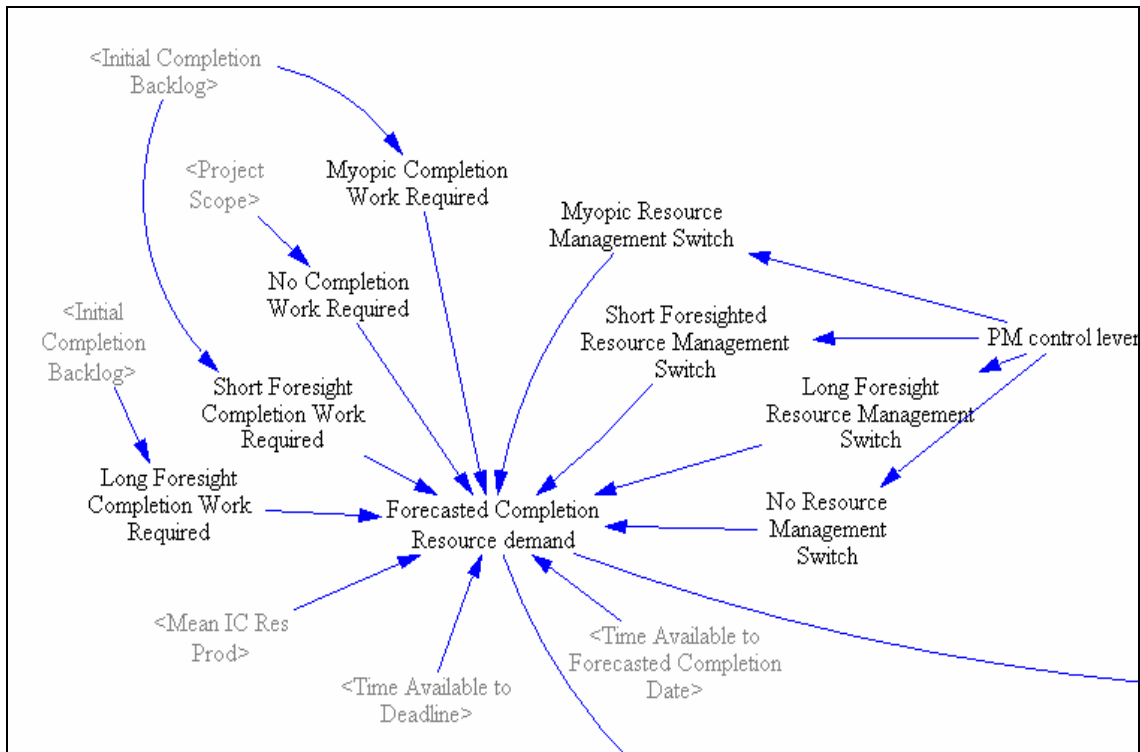 <Initial Completion
Backlog>
<Project
Scope>
Myopic Completion
Work Required
Myopic Resource
Management Switch
No Completion
Work Required
<Initial
Completion
Backlog>
Short Foresighted
Resource Management
Switch
PM control lever
Short Foresight
Completion Work
Required
Long Foresight
Resource Management
Switch
Long Foresight
Completion Work
Required
Forecasted Completion
Resource demand
No Resource
Management
Switch
<Mean IC Res
Prod>
<Time Available to
Deadline>
<Time Available to
Forecasted Completion
Date>